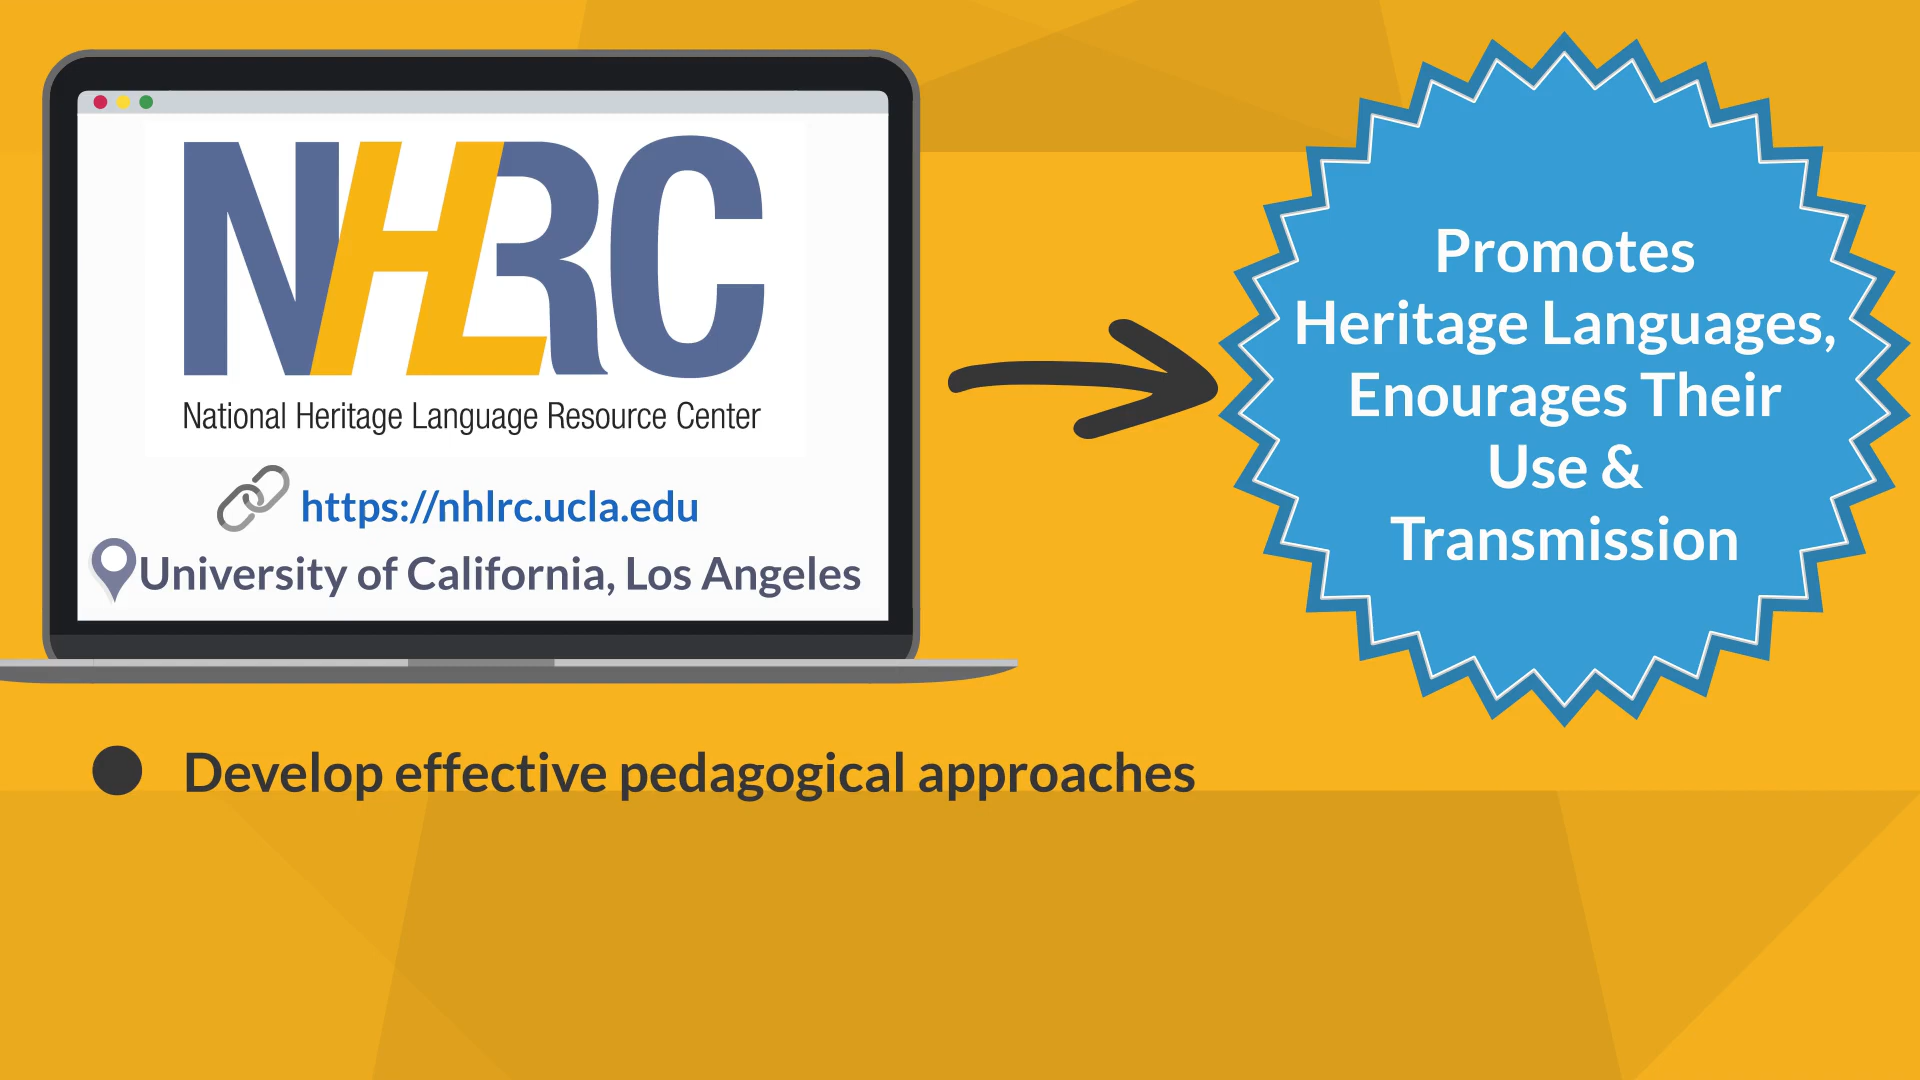 NHLRC
National Heritage Language Resource Center
https://nhlrc.ucla.edu
University of California, Los Angeles
Promotes
Heritage Languages,
Enourages Their
Use &
Transmission
Develop effective pedagogical approaches